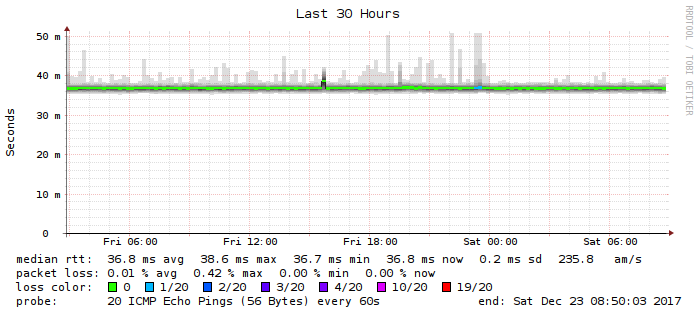 Last 30 Hours
RRDTOOL / TOBI OETIKER
Seconds
50 m
40 m
30 m
20 m
10 m
0
Fri 06:00 Fri 12:00 Fri 18:00 Sat 00:00 Sat 06:00
median rtt: 36.8 ms avg 38.6 ms max 36.7 ms min 36.8 ms now 0.2 ms sd 235.8 am/s
packet loss: 0.01 % avg 0.42 % max 0.00 % min 0.00 % now
loss color: 0 1/20 2/20 3/20 4/20 10/20 19/20
probe: 20 ICMP Echo Pings (56 Bytes) every 60s end: Sat Dec 23 08:50:03 2017